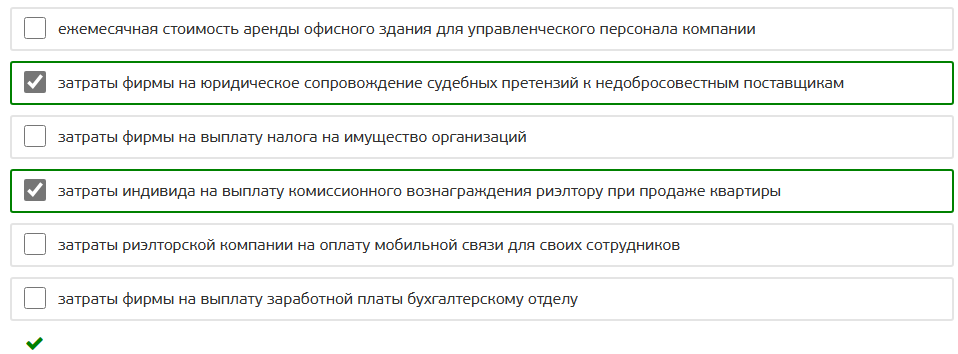 ежемесячная стоимость аренды офисного здания для управленческого персонала компании
затраты фирмы на юридическое сопровождение судебных претензий к недобросовестным поставщикам
затраты фирмы на выплату налога на имущество организаций
затраты индивида на выплату комиссионного вознаграждения риэлтору при продаже квартиры
затраты риэлторской компании на оплату мобильной связи для своих сотрудников
затраты фирмы на выплату заработной платы бухгалтерскому отделу